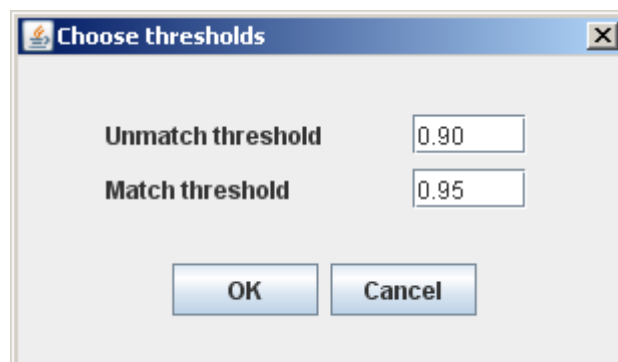 Choose thresholds
Unmatch threshold 0.90
Match threshold 0.95
OK Cancel